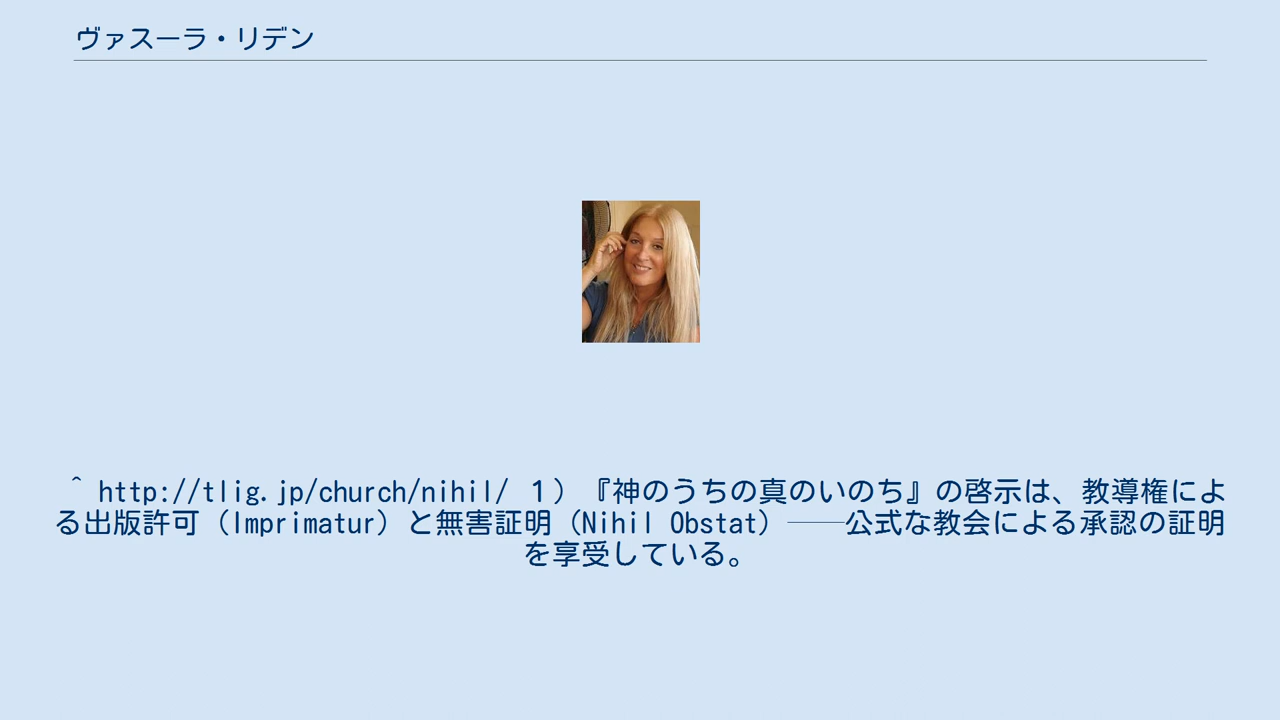 ヴァスーラ・リデン
^ http://tlig.jp/church/nihil/ 1）『神のうちの真のいのち』の啓示は、教導権によ
る出版許可（Imprimatur）と無害証明（Nihil Obstat）――公式な教会による承認の証明
を享受している。